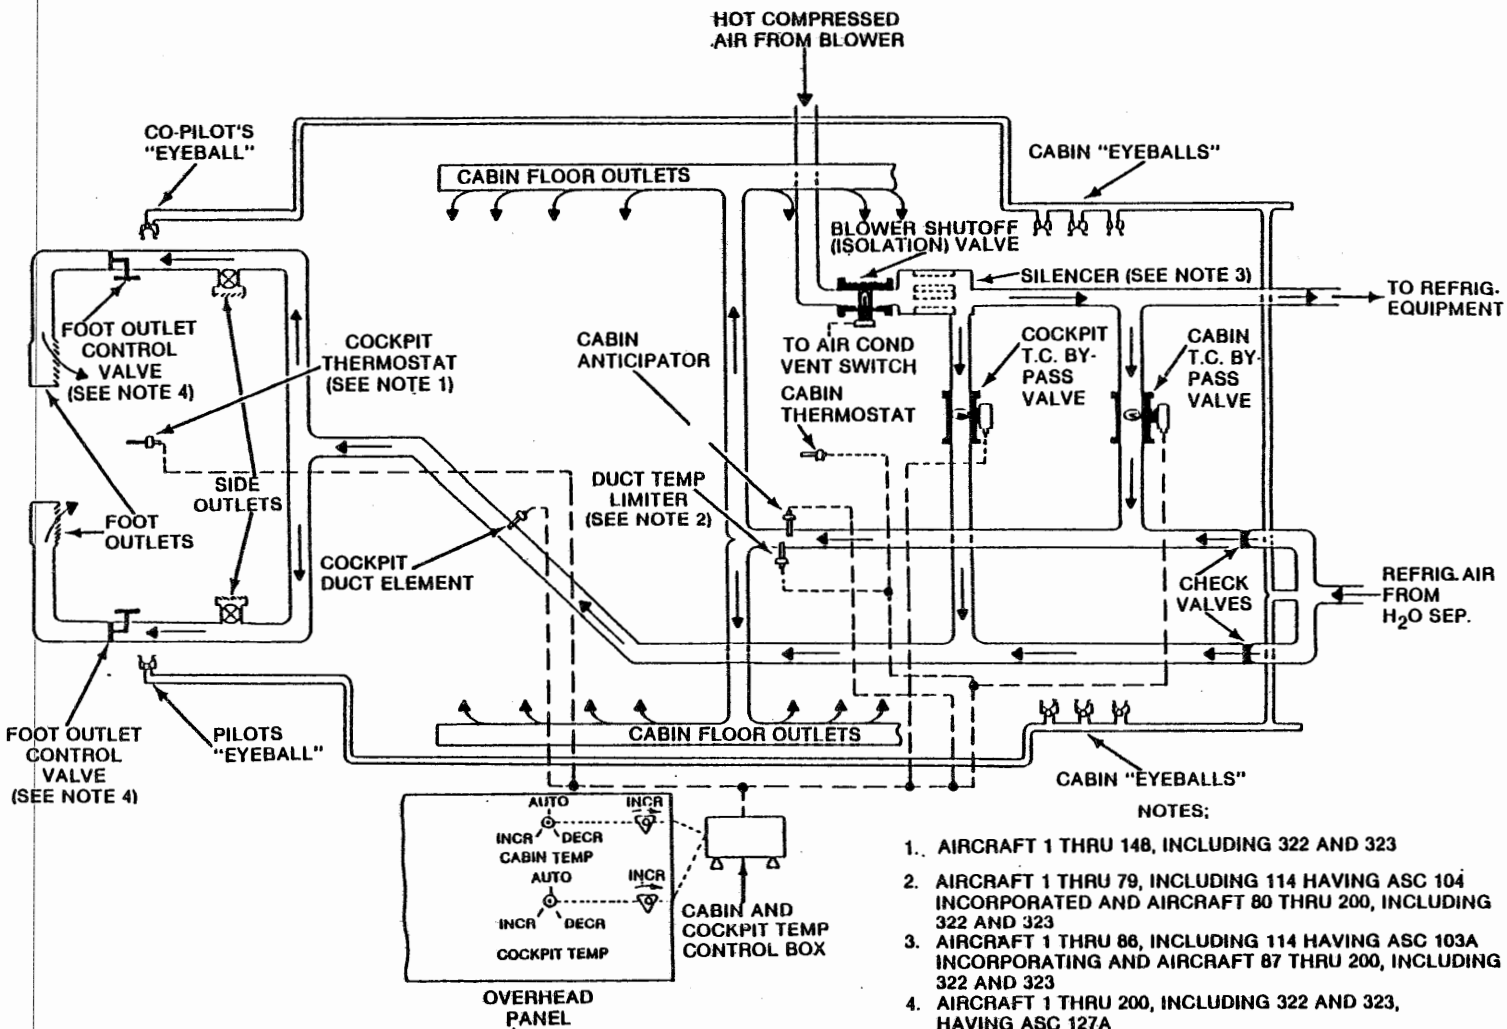 HOT COMPRESSED
AIR FROM BLOWER
CO-PILOT'S
"EYEBALL"
CABIN "EYEBALLS"
CABIN FLOOR OUTLETS
BLOWER SHUTOFF
(ISOLATION) VALVE
SILENCER (SEE NOTE 3)
TO REFRIG.
EQUIPMENT
FOOT OUTLET
CONTROL
VALVE
(SEE NOTE 4)
COCKPIT
THERMOSTAT
(SEE NOTE 1)
CABIN
ANTICIPATOR
TO AIR COND
VENT SWITCH
COCKPIT
T.C. BY-
PASS
VALVE
CABIN
T.C. BY-
PASS
VALVE
CABIN
THERMOSTAT
SIDE
OUTLETS
DUCT TEMP
LIMITER
(SEE NOTE 2)
FOOT
OUTLETS
COCKPIT
DUCT ELEMENT
CHECK
VALVES
REFRIG. AIR
FROM
H2O SEP.
FOOT OUTLET
CONTROL
VALVE
(SEE NOTE 4)
PILOTS
"EYEBALL"
CABIN FLOOR OUTLETS
CABIN "EYEBALLS"
AUTO
INCR
INCR
DECR
CABIN TEMP
AUTO
INCR
INCR
DECR
COCKPIT TEMP
CABIN AND
COCKPIT TEMP
CONTROL BOX
OVERHEAD
PANEL
NOTES;
1. AIRCRAFT 1 THRU 148, INCLUDING 322 AND 323
2. AIRCRAFT 1 THRU 79, INCLUDING 114 HAVING ASC 104
INCORPORATED AND AIRCRAFT 80 THRU 200, INCLUDING
322 AND 323
3. AIRCRAFT 1 THRU 86, INCLUDING 114 HAVING ASC 103A
INCORPORATING AND AIRCRAFT 87 THRU 200, INCLUDING
322 AND 323
4. AIRCRAFT 1 THRU 200, INCLUDING 322 AND 323,
HAVING ASC 127A